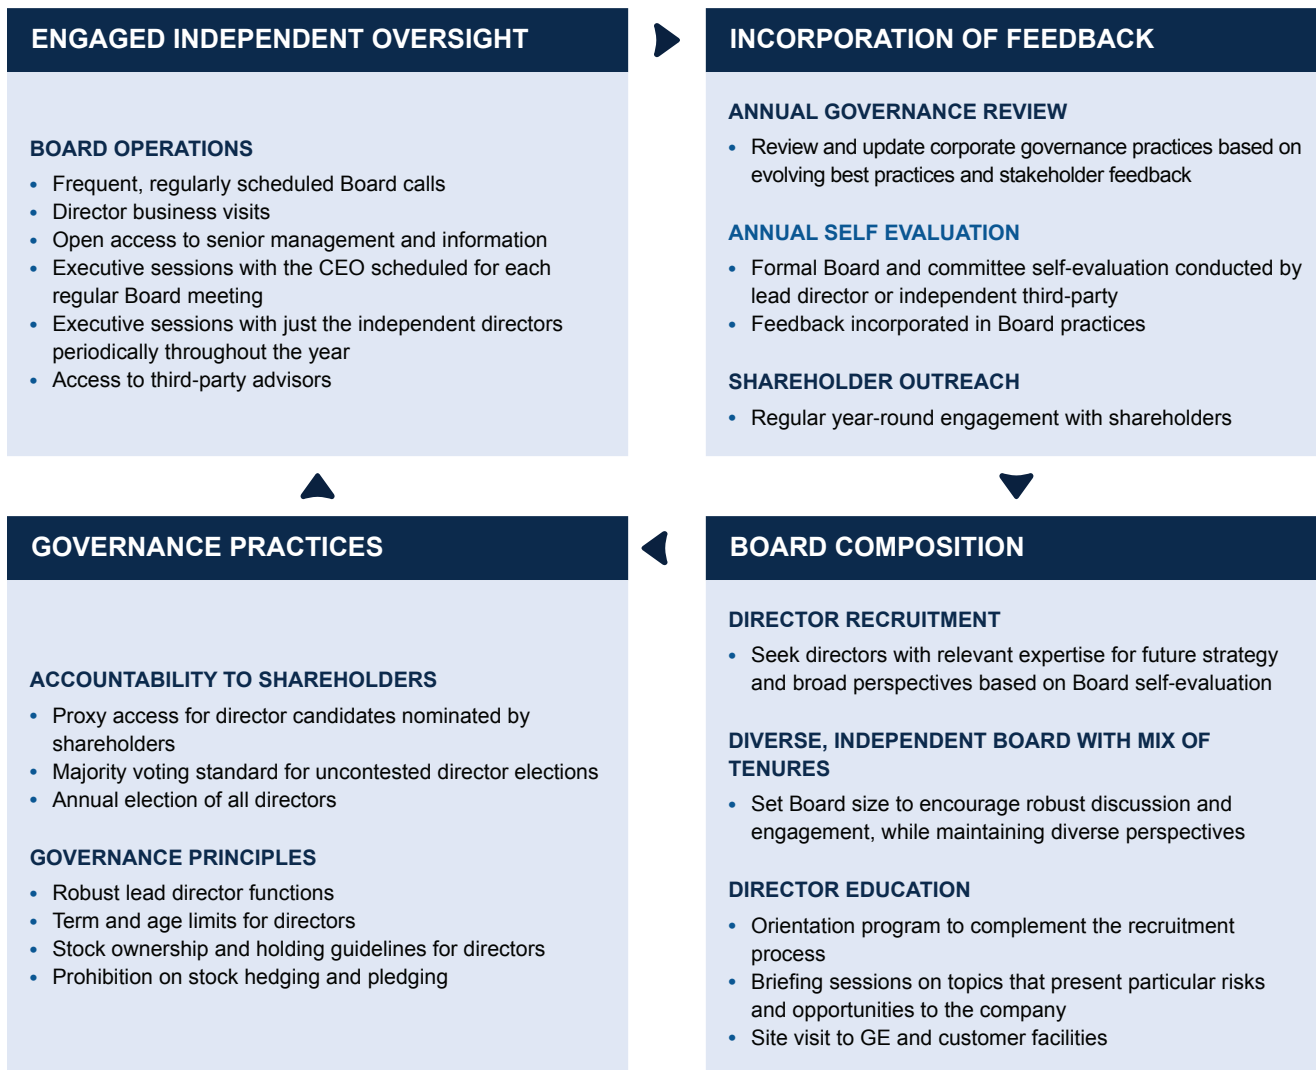 ENGAGED INDEPENDENT OVERSIGHT
BOARD OPERATIONS
• Frequent, regularly scheduled Board calls
• Director business visits
• Open access to senior management and information
• Executive sessions with the CEO scheduled for each
regular Board meeting
• Executive sessions with just the independent directors
periodically throughout the year
• Access to third-party advisors
INCORPORATION OF FEEDBACK
ANNUAL GOVERNANCE REVIEW
• Review and update corporate governance practices based on
evolving best practices and stakeholder feedback
ANNUAL SELF EVALUATION
• Formal Board and committee self-evaluation conducted by
lead director or independent third-party
• Feedback incorporated in Board practices
SHAREHOLDER OUTREACH
• Regular year-round engagement with shareholders
GOVERNANCE PRACTICES
ACCOUNTABILITY TO SHAREHOLDERS
• Proxy access for director candidates nominated by
shareholders
• Majority voting standard for uncontested director elections
• Annual election of all directors
GOVERNANCE PRINCIPLES
• Robust lead director functions
• Term and age limits for directors
• Stock ownership and holding guidelines for directors
• Prohibition on stock hedging and pledging
BOARD COMPOSITION
DIRECTOR RECRUITMENT
• Seek directors with relevant expertise for future strategy
and broad perspectives based on Board self-evaluation
DIVERSE, INDEPENDENT BOARD WITH MIX OF
TENURES
• Set Board size to encourage robust discussion and
engagement, while maintaining diverse perspectives
DIRECTOR EDUCATION
• Orientation program to complement the recruitment
process
• Briefing sessions on topics that present particular risks
and opportunities to the company
• Site visit to GE and customer facilities